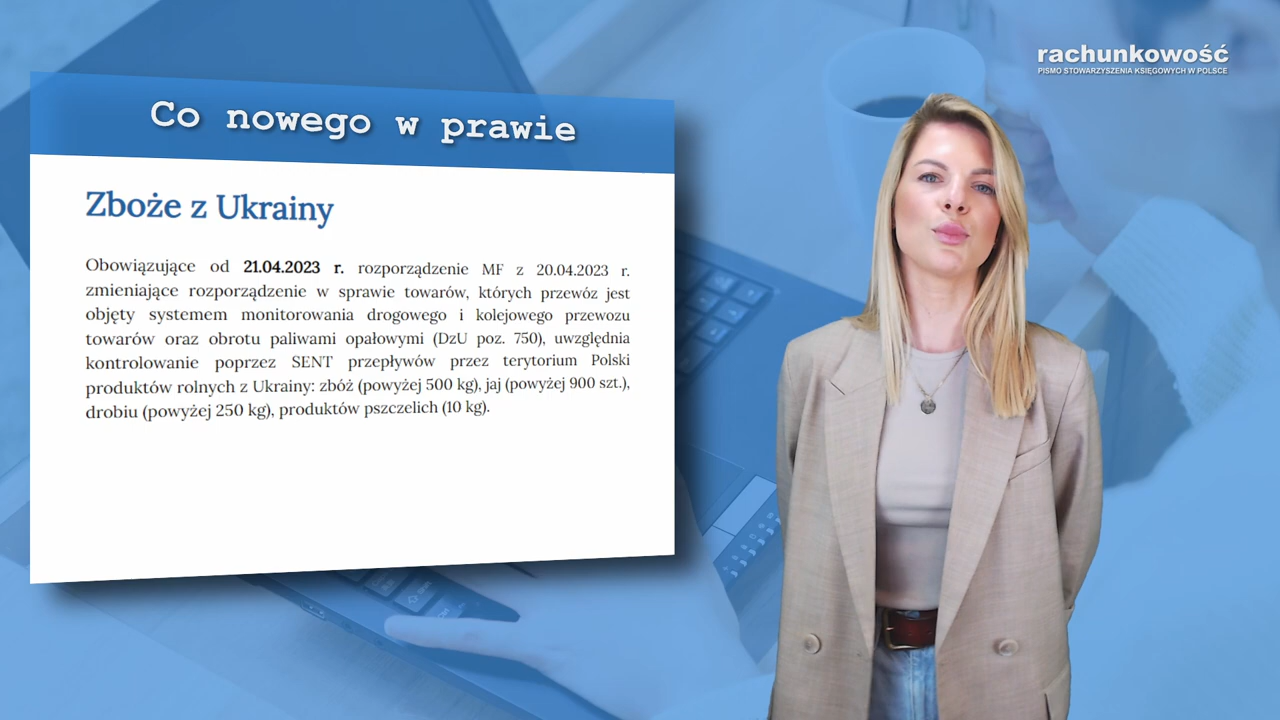 rachunkowość
PISMO STOWARZYSZENIA KSIĘGOWYCH W POLSCE
Co nowego w prawie
Zboże z Ukrainy
Obowiązujące od 21.04.2023 r. rozporządzenie MF z 20.04.2023 r.
zmieniające rozporządzenie w sprawie towarów, których przewóz jest
objęty systemem monitorowania drogowego i kolejowego przewozu
towarów oraz obrotu paliwami opałowymi (DzU poz. 750), uwzględnia
kontrolowanie poprzez SENT przepływów przez terytorium Polski
produktów rolnych z Ukrainy: zbóż (powyżej 500 kg), jaj (powyżej 900 szt.),
drobiu (powyżej 250 kg), produktów pszczelich (10 kg).